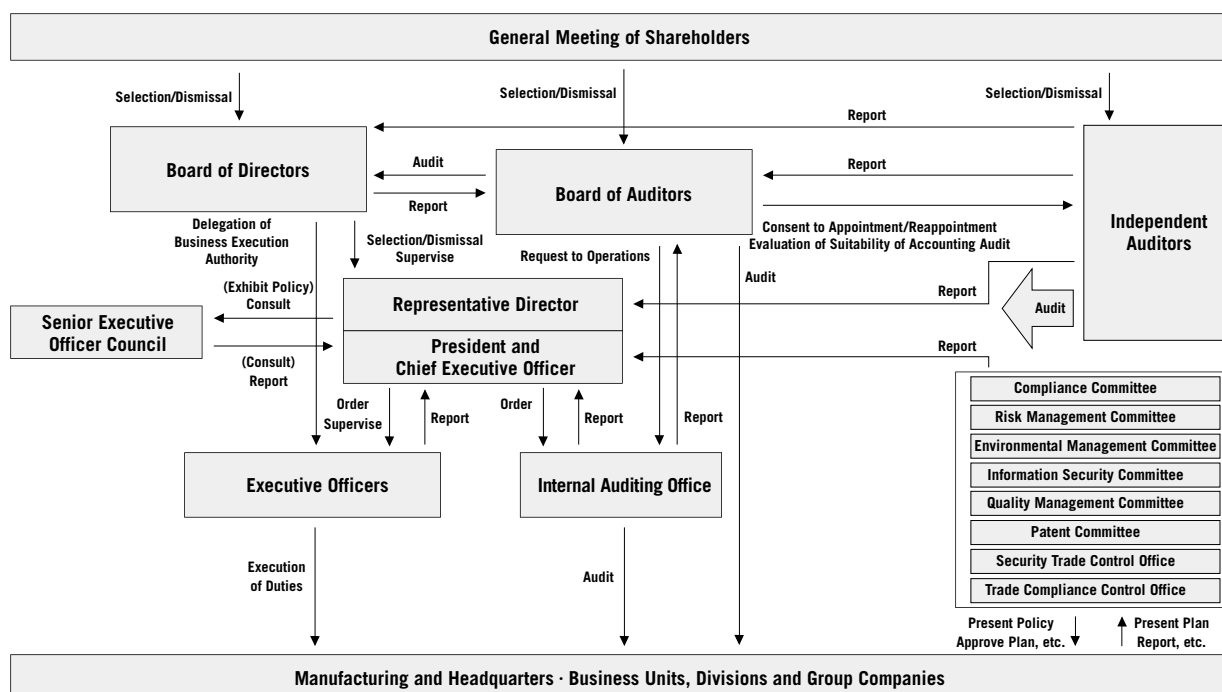 General Meeting of Shareholders
Selection/Dismissal
Selection/Dismissal
Selection/Dismissal
Report
Board of Directors
Audit
Report
Board of Auditors
Report
Independent
Auditors
Delegation of
Business Execution
Authority
Selection/Dismissal
Supervise
Request to Operations
Consent to Appointment/Reappointment
Evaluation of Suitability of Accounting Audit
Audit
Report
Audit
(Exhibit Policy)
Consult
Senior Executive
Officer Council
(Consult)
Report
Representative Director
President and
Chief Executive Officer
Report
Order
Supervise
Report
Order
Report
Report
Executive Officers
Internal Auditing Office
Compliance Committee
Risk Management Committee
Environmental Management Committee
Information Security Committee
Quality Management Committee
Patent Committee
Security Trade Control Office
Trade Compliance Control Office
Execution
of Duties
Audit
Present Policy
Approve Plan, etc.
Present Plan
Report, etc.
Manufacturing and Headquarters · Business Units, Divisions and Group Companies